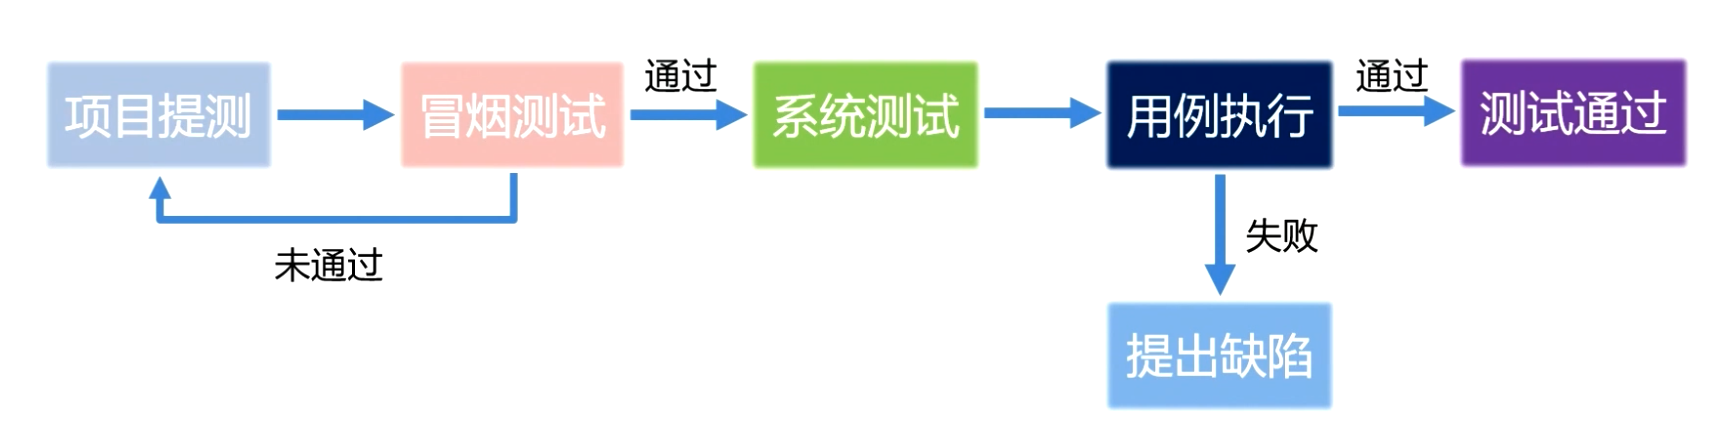 项目提测
冒烟测试
通过
系统测试
用例执行
通过
测试通过
未通过
失败
提出缺陷